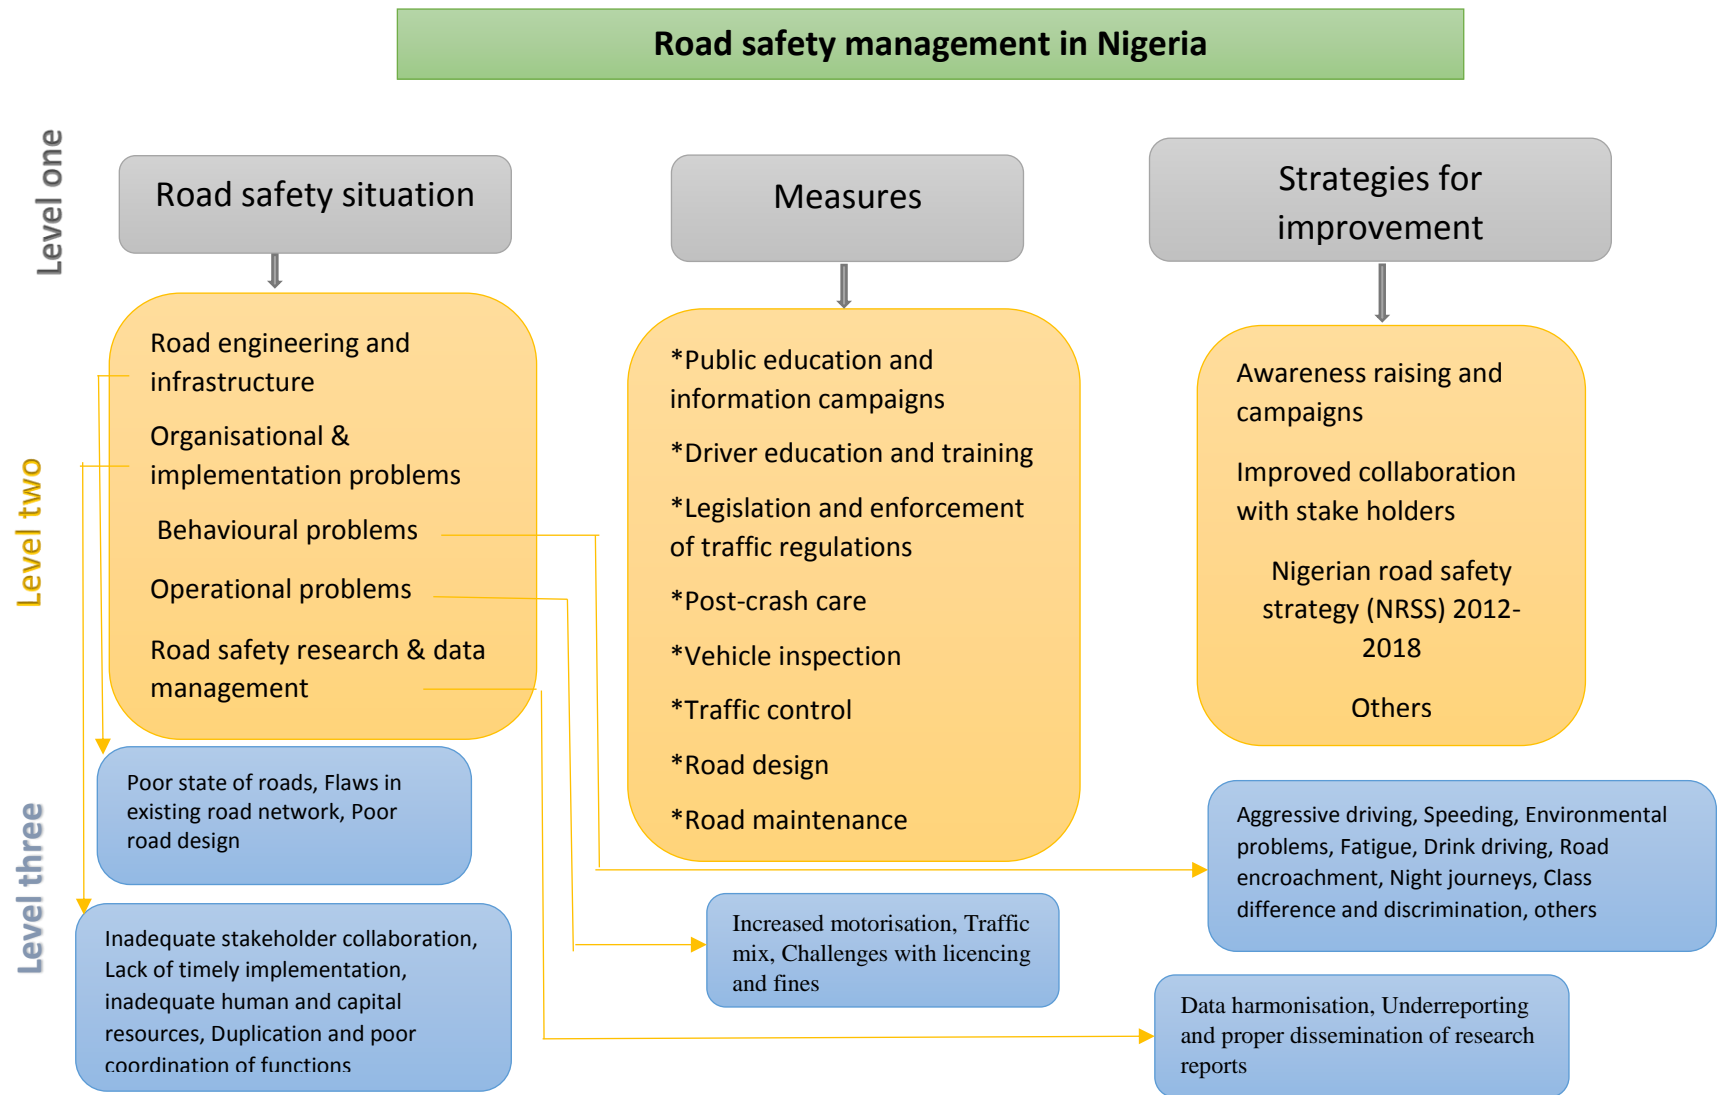 Road safety management in Nigeria
Level one
Road safety situation
Measures
Strategies for
improvement
Level two
Road engineering and
infrastructure
Organisational &
implementation problems
Behavioural problems
Operational problems
Road safety research & data
management
*Public education and
information campaigns
*Driver education and training
*Legislation and enforcement
of traffic regulations
*Post-crash care
*Vehicle inspection
*Traffic control
*Road design
*Road maintenance
Awareness raising and
campaigns
Improved collaboration
with stake holders
Nigerian road safety
strategy (NRSS) 2012-
2018
Others
Level three
Poor state of roads, Flaws in
existing road network, Poor
road design
Inadequate stakeholder collaboration,
Lack of timely implementation,
inadequate human and capital
resources, Duplication and poor
coordination of functions
Increased motorisation, Traffic
mix, Challenges with licencing
and fines
Aggressive driving, Speeding, Environmental
problems, Fatigue, Drink driving, Road
encroachment, Night journeys, Class
difference and discrimination, others
Data harmonisation, Underreporting
and proper dissemination of research
reports